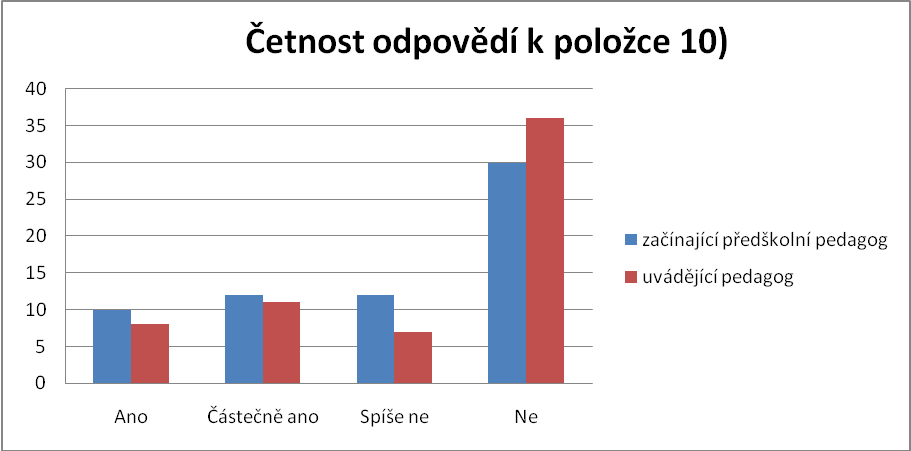 Četnost odpovědí k položce 10)
40
35
30
25
20
15
10
5
0
Ano
Částečně ano
Spíše ne
Ne
začínající předškolní pedagog
uvádějící pedagog